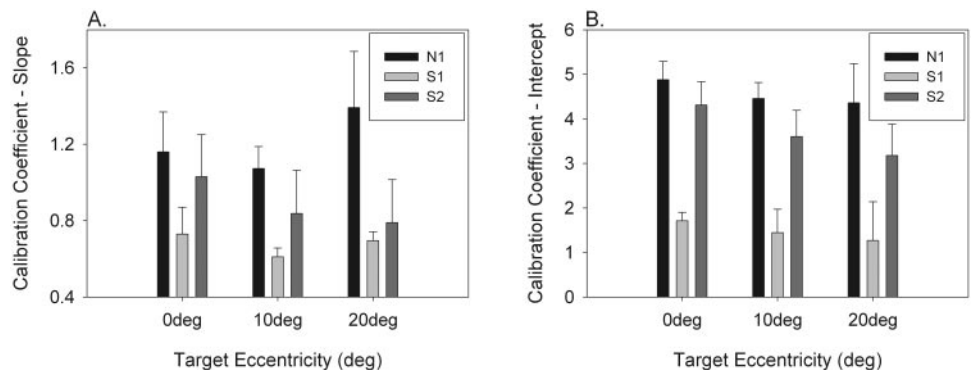 A.
Calibration Coefficient - Slope
1.6
1.2
0.8
0.4
N1
S1
S2
0deg 10deg 20deg
Target Eccentricity (deg)
B.
Calibration Coefficient - Intercept
6
5
4
3
2
1
0
N1
S1
S2
0deg 10deg 20deg
Target Eccentricity (deg)